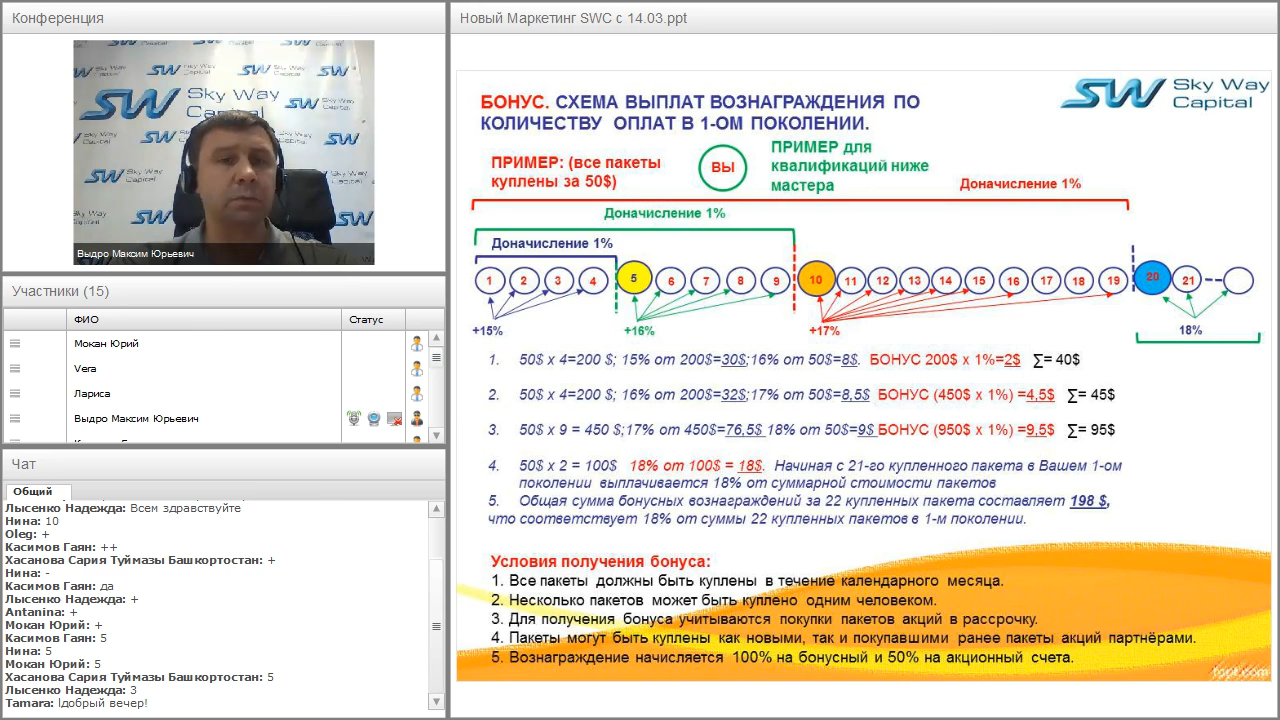 Конференция
Sky Way
Capital
Выдро Максим Юрьевич
Участники (15)
ФИО
Статус
Мокан Юрий
Vera
Лариса
Выдро Максим Юрьевич
Чат
Общий
Лысенко Надежда: Всем здравствуйте
Нина: 10
Oleg: +
Касимов Гаян: ++
Хасанова Сария Туймазы Башкортостан: +
Нина: -
Касимов Гаян: да
Лысенко Надежда: +
Antanina: +
Мокан Юрий: +
Касимов Гаян: 5
Нина: 5
Мокан Юрий: 5
Хасанова Сария Туймазы Башкортостан: 5
Лысенко Надежда: 3
Tamara: !добрый вечер!
Новый Маркетинг SWC с 14.03.ppt
SW Sky Way
Capital
БОНУС. СХЕМА ВЫПЛАТ ВОЗНАГРАЖДЕНИЯ ПО
КОЛИЧЕСТВУ ОПЛАТ В 1-ОМ ПОКОЛЕНИИ.
ПРИМЕР: (все пакеты
куплены за 50$)
ВЫ
ПРИМЕР для
квалификаций ниже
мастера
Доначисление 1%
Доначисление 1%
Доначисление 1%
1 2 3 4 5 6 7 8 9 10 11 12 13 14 15 16 17 18 19 20 21
+15% +16% +17% 18%
1. 50$ x 4=200 $; 15% от 200$=30$;16% от 50$=8$. БОНУС 200$ x 1%=2$ ∑= 40$
2. 50$ x 4=200 $; 16% от 200$=32$;17% от 50$=8,5$ БОНУС (450$ x 1%) =4,5$ ∑= 45$
3. 50$ x 9 = 450 $;17% от 450$=76,5$ 18% от 50$=9$ БОНУС (950$ x 1%) =9,5$ ∑= 95$
4. 50$ x 2 = 100$ 18% от 100$ = 18$. Начиная с 21-го купленного пакета в Вашем 1-ом
поколении выплачивается 18% от суммарной стоимости пакетов
5. Общая сумма бонусных вознаграждений за 22 купленных пакета составляет 198 $,
что соответствует 18% от суммы 22 купленных пакетов в 1-м поколении.
Условия получения бонуса:
1. Все пакеты должны быть куплены в течение календарного месяца.
2. Несколько пакетов может быть куплено одним человеком.
3. Для получения бонуса учитываются покупки пакетов акций в рассрочку.
4. Пакеты могут быть куплены как новыми, так и покупавшими ранее пакеты акций партнёрами.
5. Вознаграждение начисляется 100% на бонусный и 50% на акционный счета.